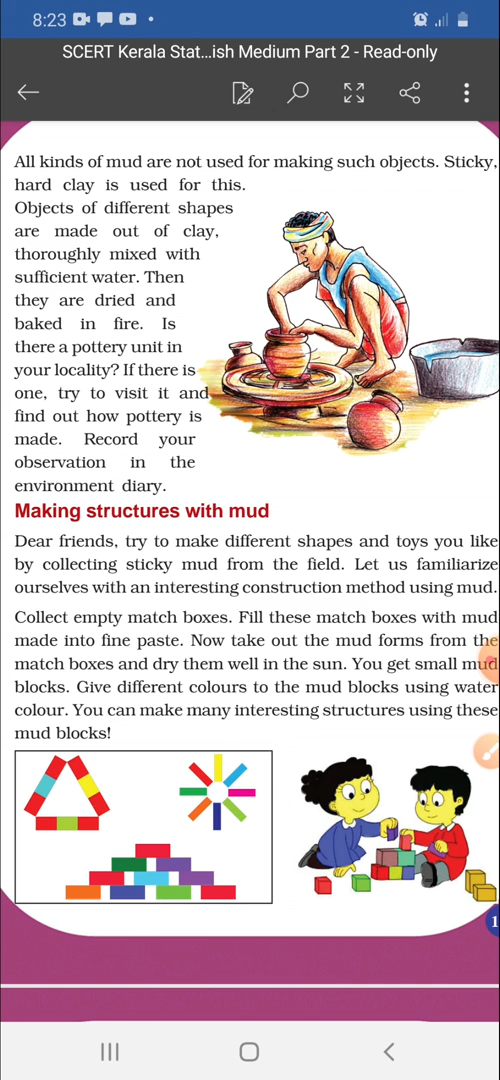 8:23
SCERT Kerala Stat...ish Medium Part 2 - Read-only
All kinds of mud are not used for making such objects. Sticky,
hard clay is used for this.
Objects of different shapes
are made out of clay,
thoroughly mixed with
sufficient water. Then
they are dried and
baked in fire. Is
there a pottery unit in
your locality? If there is
one, try to visit it and
find out how pottery is
made. Record your
observation in the
environment diary.
Making structures with mud
Dear friends, try to make different shapes and toys you like
by collecting sticky mud from the field. Let us familiarize
ourselves with an interesting construction method using mud.
Collect empty match boxes. Fill these match boxes with mud
made into fine paste. Now take out the mud forms from the
match boxes and dry them well in the sun. You get small mud
blocks. Give different colours to the mud blocks using water
colour. You can make many interesting structures using these
mud blocks!